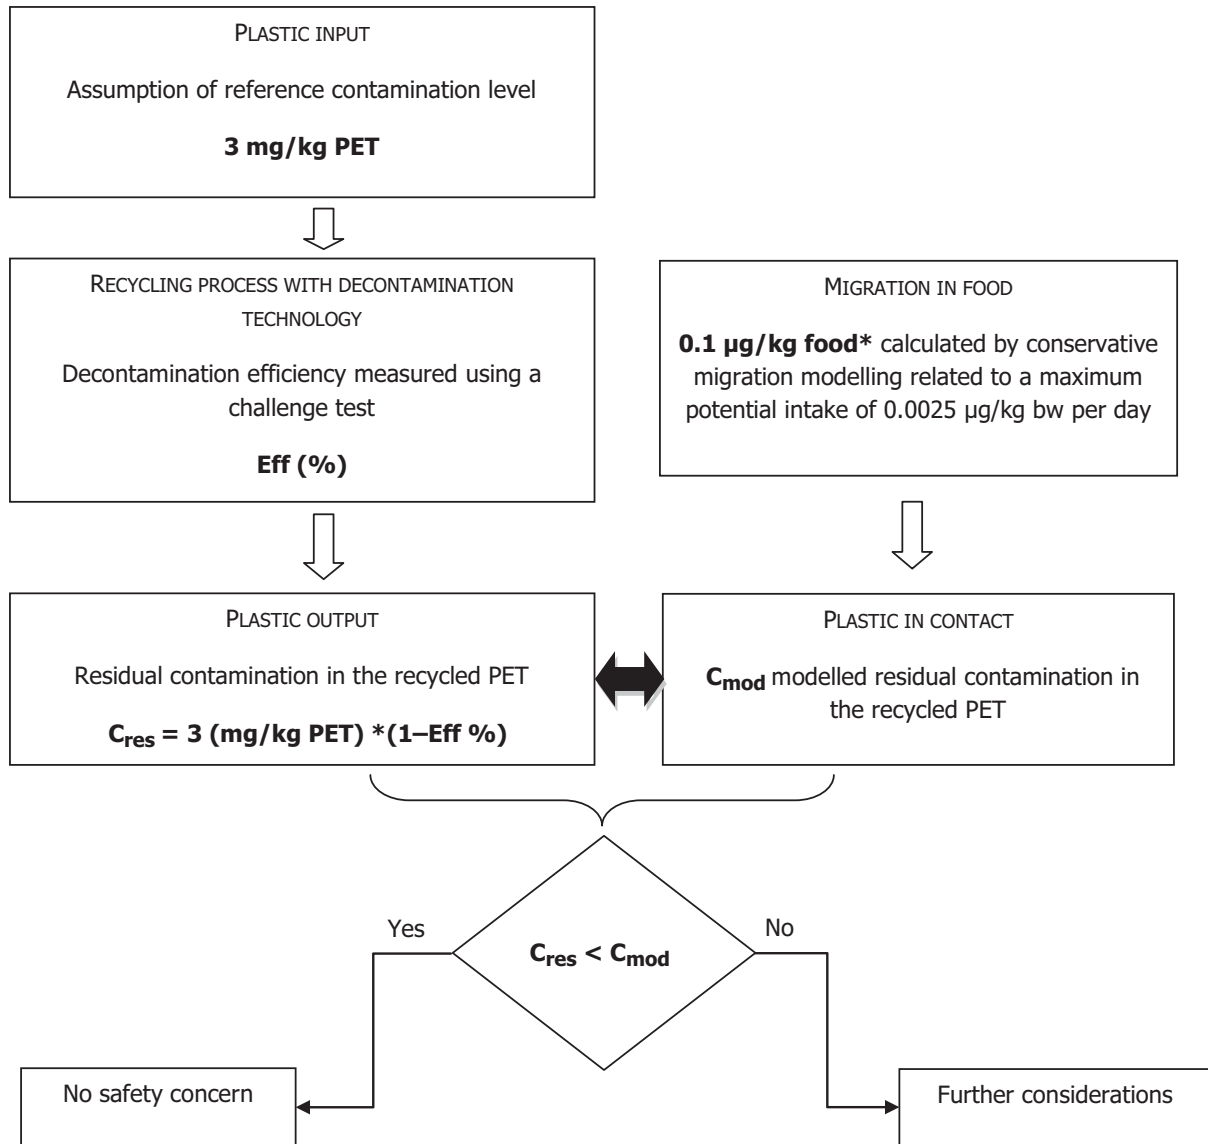 PLASTIC INPUT
Assumption of reference contamination level
3 mg/kg PET
RECYCLING PROCESS WITH DECONTAMINATION
TECHNOLOGY
Decontamination efficiency measured using a
challenge test
Eff (%)
MIGRATION IN FOOD
0.1 µg/kg food* calculated by conservative
migration modelling related to a maximum
potential intake of 0.0025 µg/kg bw per day
PLASTIC OUTPUT
Residual contamination in the recycled PET
Cres = 3 (mg/kg PET) *(1–Eff %)
PLASTIC IN CONTACT
Cmod modelled residual contamination in
the recycled PET
Yes
No
Cres < Cmod
No safety concern
Further considerations